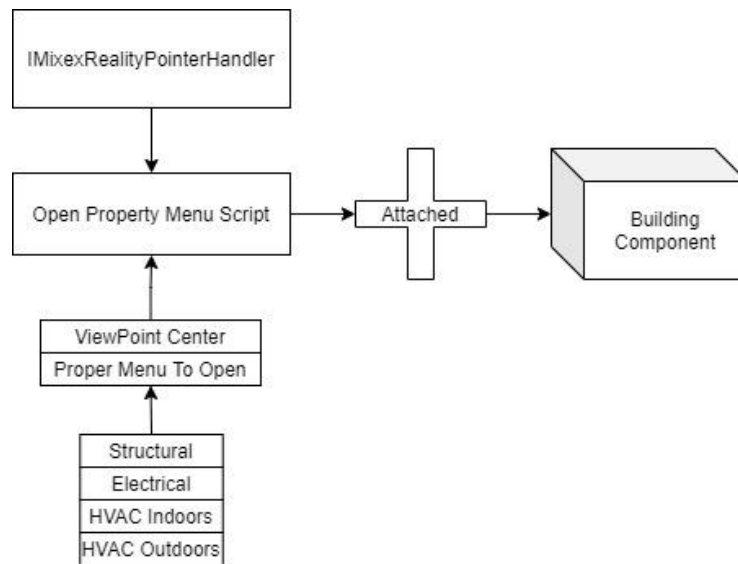 IMixexRealityPointerHandler
Open Property Menu Script
Attached
Building
Component
ViewPoint Center
Proper Menu To Open
Structural
Electrical
HVAC Indoors
HVAC Outdoors